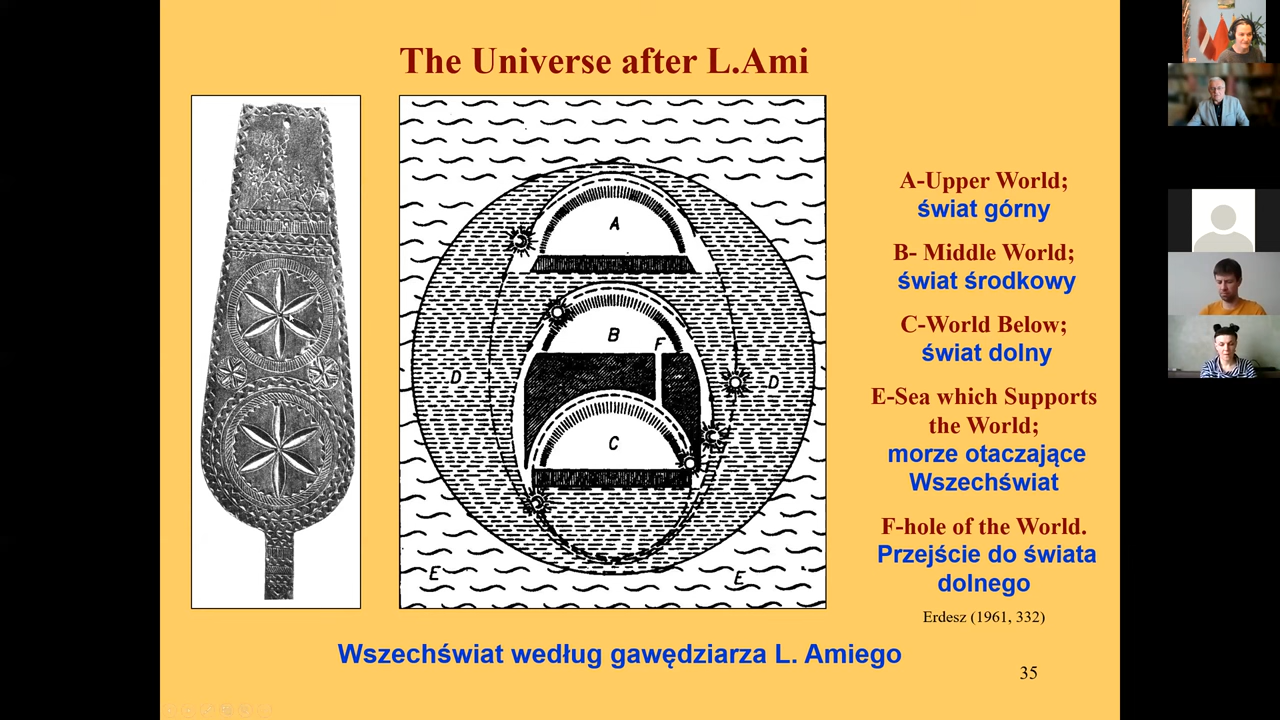 The Universe after L.Ami
A
B
F
D
D
C
E
E
A-Upper World;
świat górny
B- Middle World;
świat środkowy
C-World Below;
świat dolny
E-Sea which Supports
the World;
morze otaczające
Wszechświat
F-hole of the World.
Przejście do świata
dolnego
Erdesz (1961, 332)
Wszechświat według gawędziarza L. Amiego
35